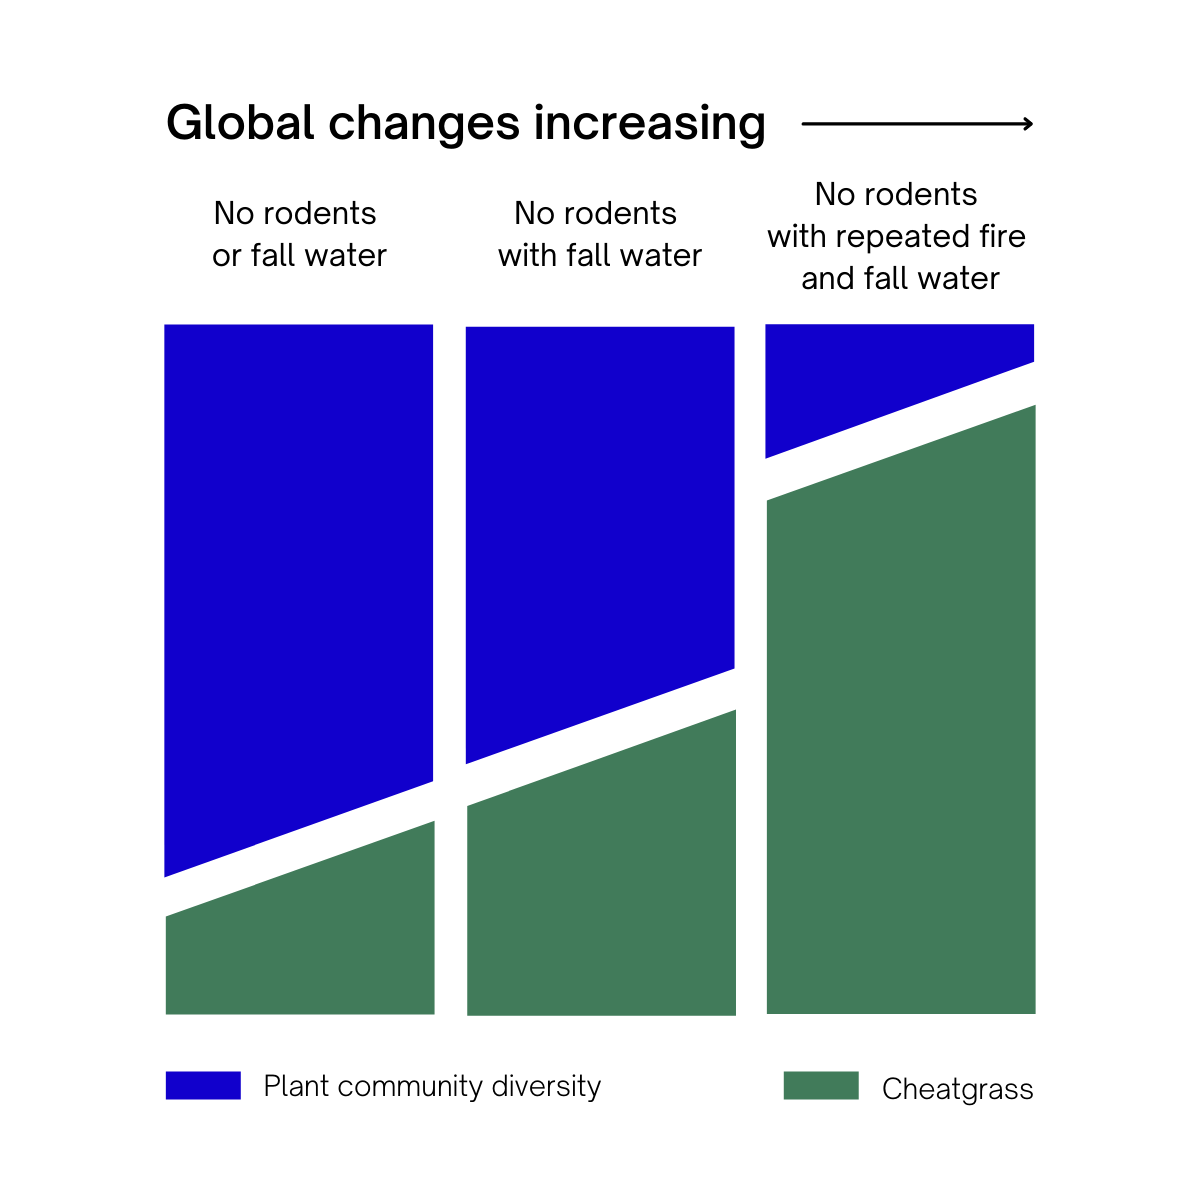 Global changes increasing
No rodents
or fall water
No rodents
with fall water
No rodents
with repeated fire
and fall water
Plant community diversity
Cheatgrass